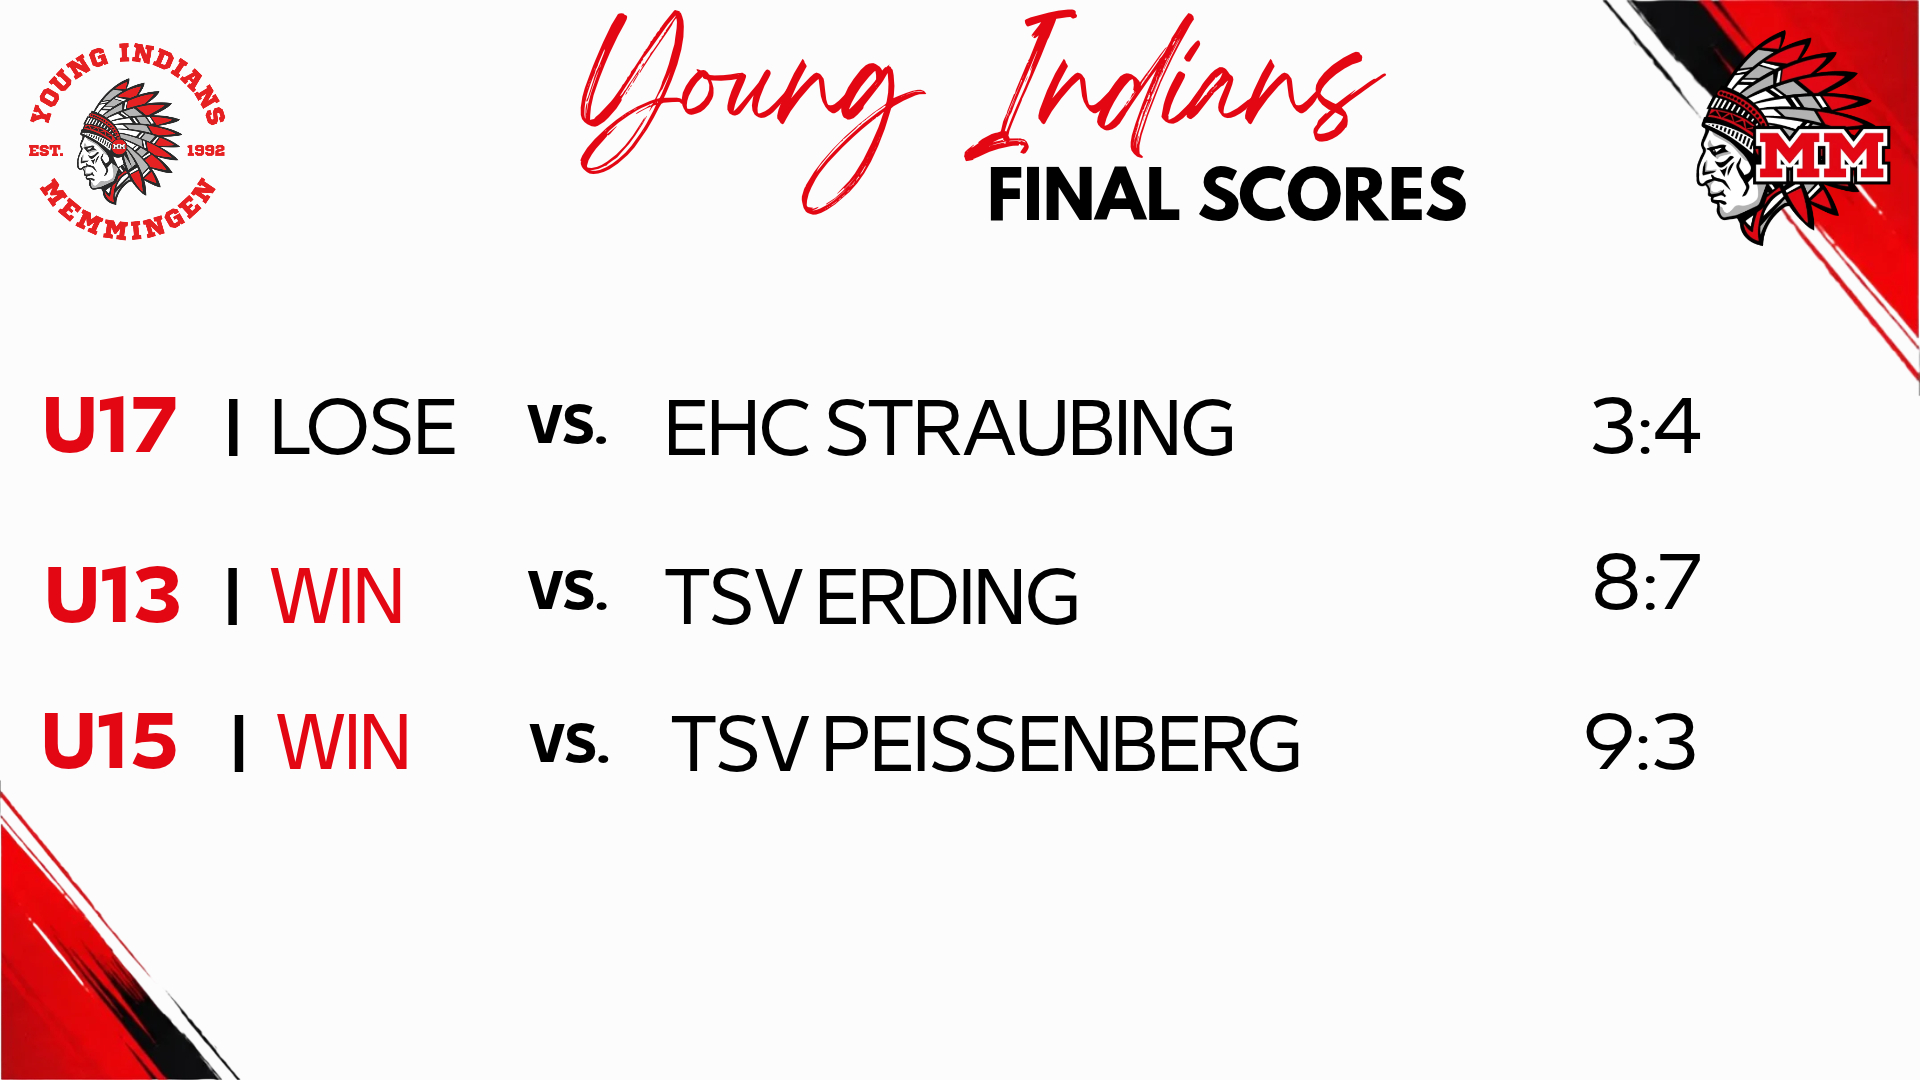 YOUNG INDIANS
EST. 1992
MEMMINGEN
MM
Young Indians
FINAL SCORES
MM
U17 | LOSE vs. EHC STRAUBING 3:4
U13 | WIN vs. TSV ERDING 8:7
U15 | WIN vs. TSV PEISSENBERG 9:3